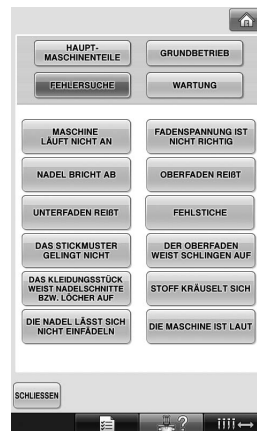 HAUPT-
MASCHINENTEILE
GRUNDBETRIEB
FEHLERSUCHE
WARTUNG
MASCHINE
LÄUFT NICHT AN
FADENSPANNUNG IST
NICHT RICHTIG
NADEL BRICHT AB
OBERFADEN REIßT
UNTERFADEN REIßT
FEHLSTICHE
DAS STICKMUSTER
GELINGT NICHT
DER OBERFADEN
WEIST SCHLINGEN AUF
DAS KLEIDUNGSSTÜCK
WEIST NADELSCHNITTE
BZW. LÖCHER AUF
STOFF KRÄUSELT SICH
DIE NADEL LÄSST SICH
NICHT EINFÄDELN
DIE MASCHINE IST LAUT
SCHLIESSEN
?